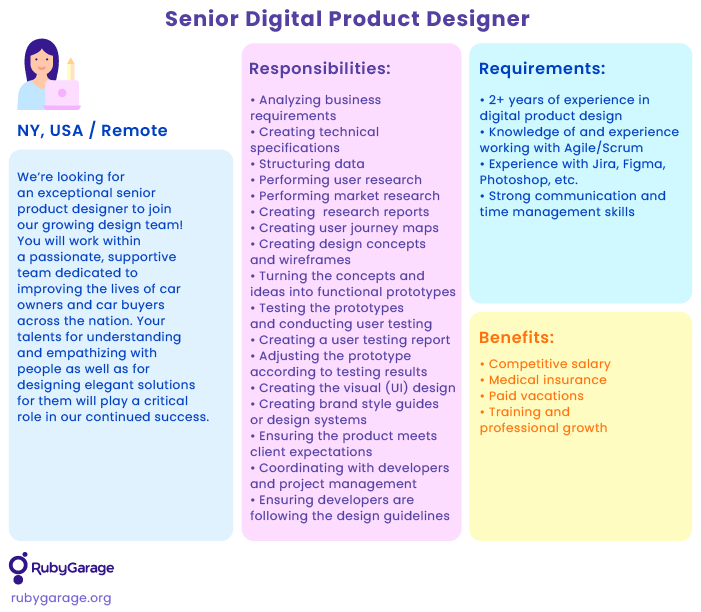 Senior Digital Product Designer
NY, USA / Remote
We’re looking for
an exceptional senior
product designer to join
our growing design team!
You will work within
a passionate, supportive
team dedicated to
improving the lives of car
owners and car buyers
across the nation. Your
talents for understanding
and empathizing with
people as well as for
designing elegant solutions
for them will play a critical
role in our continued success.
Responsibilities:
• Analyzing business
requirements
• Creating technical
specifications
• Structuring data
• Performing user research
• Performing market research
• Creating  research reports
• Creating user journey maps
• Creating design concepts
and wireframes
• Turning the concepts and
ideas into functional prototypes
• Testing the prototypes
and conducting user testing
• Creating a user testing report
• Adjusting the prototype
according to testing results
• Creating the visual (UI) design
• Creating brand style guides
or design systems
• Ensuring the product meets
client expectations
• Coordinating with developers
and project management
• Ensuring developers are
following the design guidelines
Requirements:
• 2+ years of experience in
digital product design
• Knowledge of and experience
working with Agile/Scrum
• Experience with Jira, Figma,
Photoshop, etc.
• Strong communication and
time management skills
Benefits:
• Competitive salary
• Medical insurance
• Paid vacations
• Training and
professional growth
RubyGarage
rubygarage.org